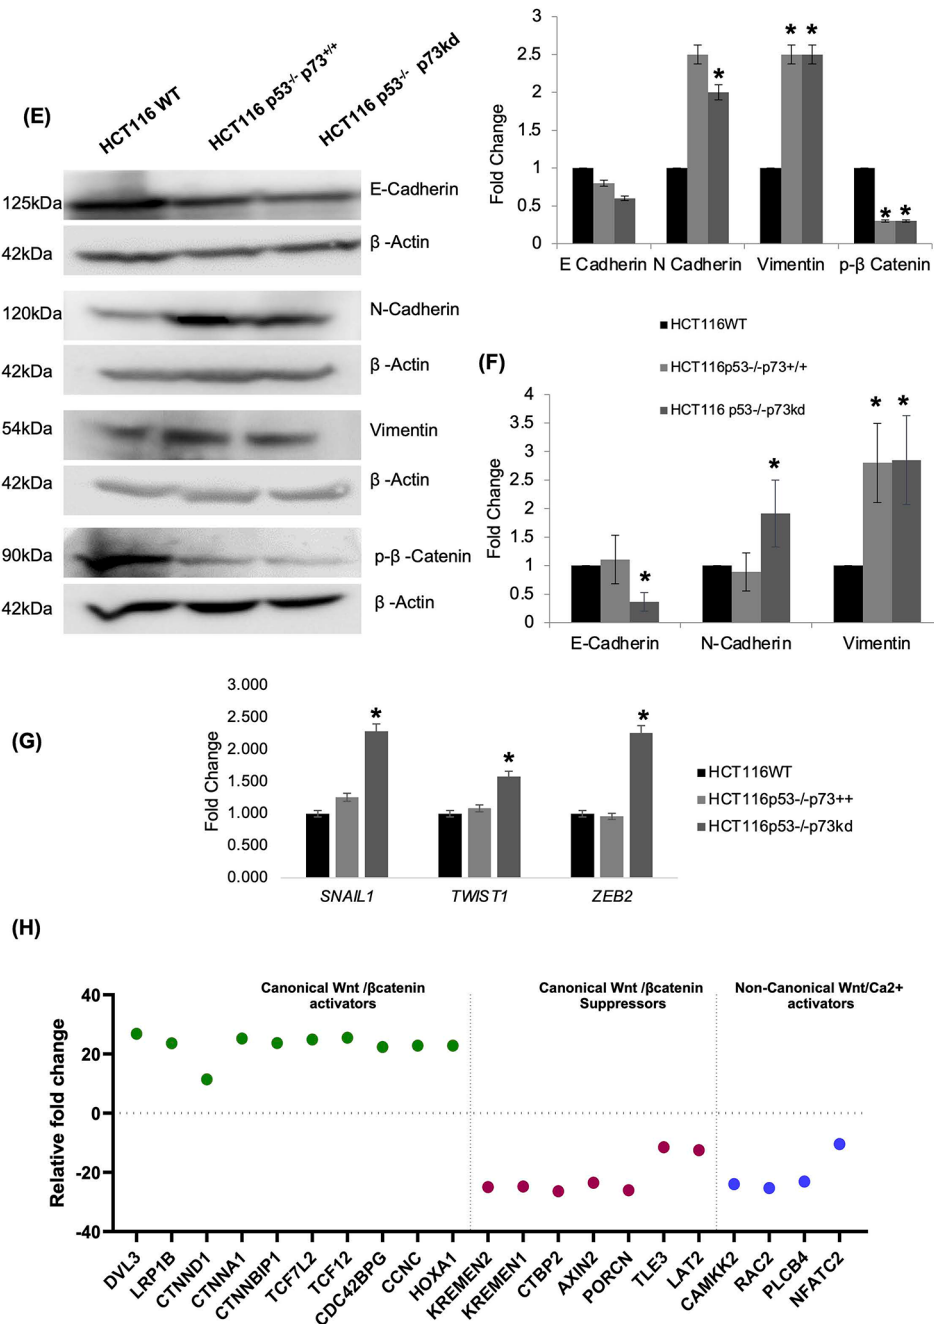 (E)
HCT116 WT
HCT116 p53-/- p73+/+
HCT116 p53-/- p73kd
125kDa
E-Cadherin
42kDa
β -Actin
120kDa
N-Cadherin
42kDa
β -Actin
54kDa
Vimentin
42kDa
β -Actin
90kDa
p-β -Catenin
42kDa
β -Actin
Fold Change
3
2.5
2
1
0.5
0
*
* *
* *
E Cadherin N Cadherin Vimentin p-β Catenin
HCT116WT
HCT116p53-/-p73+/+
HCT116 p53-/-p73kd
(F)
Fold Change
4
3.5
3
2.5
2
1.5
1
0.5
0
*
*
* *
E-Cadherin N-Cadherin Vimentin
(G)
Fold Change
3.000
2.500
2.000
1.500
1.000
0.500
0.000
*
*
*
SNAIL1 TWIST1 ZEB2
HCT116WT
HCT116p53-/-p73++
HCT116p53-/-p73kd
(H)
Canonical Wnt /βcatenin
activators
Canonical Wnt /βcatenin
Suppressors
Non-Canonical Wnt/Ca2+
activators
Relative fold change
40
20
0
-20
-40
DVL3
LRP1B
CTNND1
CTNNA1
CTNNBIP1
TCF7L2
TCF12
CDC42BPG
CCNC
HOXA1
KREMEN2
KREMEN1
CTBP2
AXIN2
PORCN
TLE3
LAT2
CAMKK2
RAC2
PLCB4
NFATC2